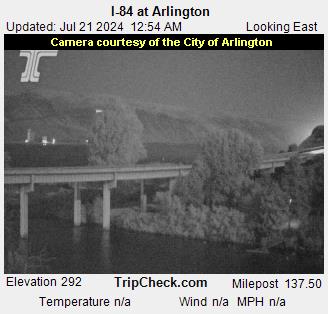 I-84 at Arlington
Updated: Jul 21 2024 12:54 AM Looking East
Camera courtesy of the City of Arlington
Elevation 292 TripCheck.com Milepost 137.50
Temperature n/a Wind n/a MPH n/a